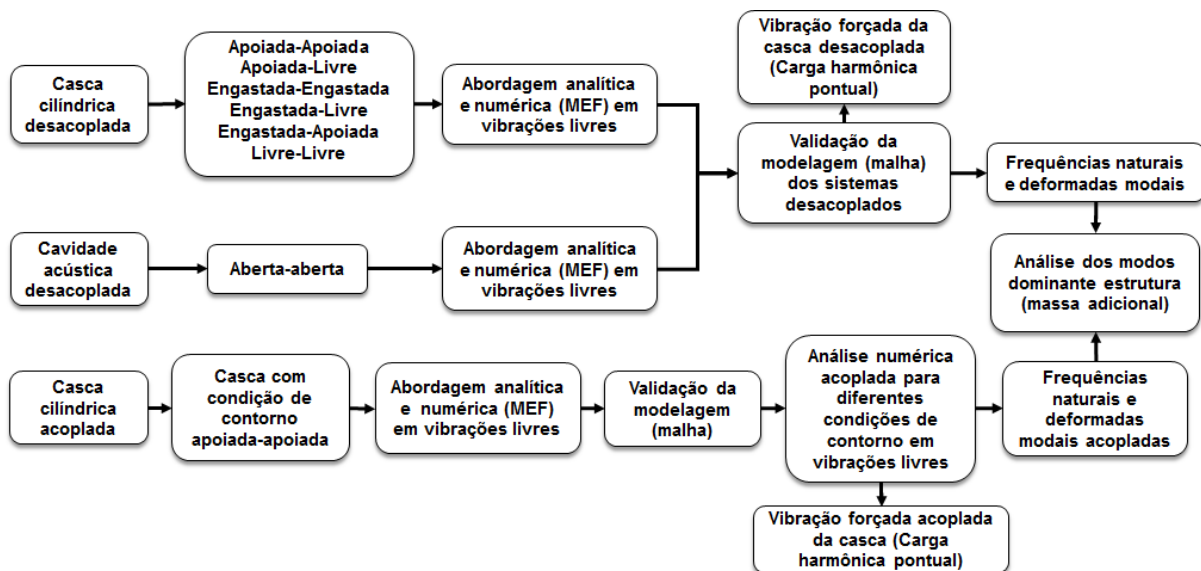 Casca
cilíndrica
desacoplada
Apoiada-Apoiada
Apoiada-Livre
Engastada-Engastada
Engastada-Livre
Engastada-Apoiada
Livre-Livre
Abordagem analítica
e numérica (MEF) em
vibrações livres
Vibração forçada da
casca desacoplada
(Carga harmônica
pontual)
Validação da
modelagem (malha)
dos sistemas
desacoplados
Frequências naturais
e deformadas modais
Cavidade
acústica
desacoplada
Aberta-aberta
Abordagem analítica
e numérica (MEF) em
vibrações livres
Análise dos modos
dominante estrutura
(massa adicional)
Casca
cilíndrica
acoplada
Casca com
condição de
contorno
apoiada-apoiada
Abordagem analítica
e numérica (MEF)
em vibrações livres
Validação da
modelagem
(malha)
Análise numérica
acoplada para
diferentes
condições de
contorno em
vibrações livres
Frequências
naturais e
deformadas
modais acopladas
Vibração forçada acoplada
da casca (Carga
harmônica pontual)